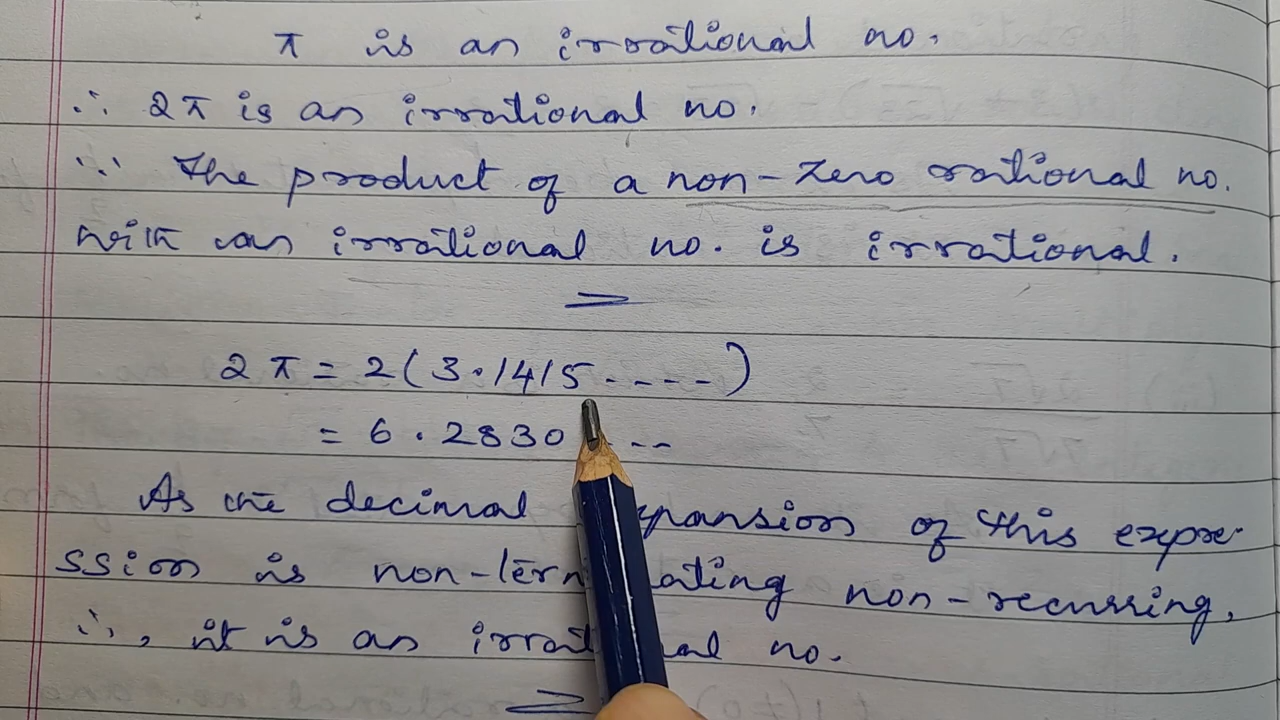 π is an irrational no.
∴ 2π is an irrational no.
∵ The product of a non-zero rational no.
with an irrational no. is irrational.
2π = 2(3.1415.....)
= 6.2830 ...
As the decimal expansion of this expre-
ssion is non-terminating non-recurring,
∴, it is an irrational no.